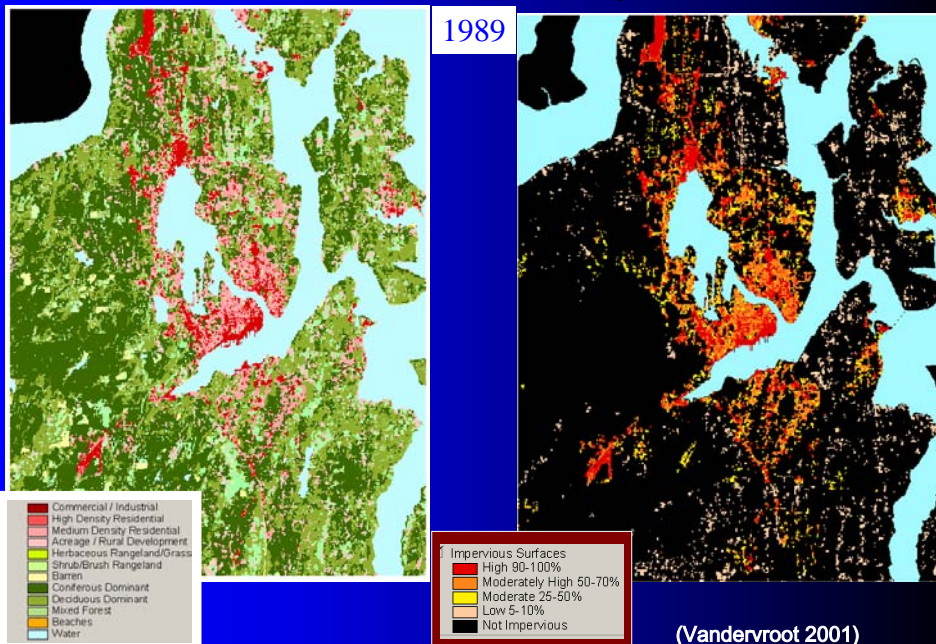 1989
Commercial / Industrial
High Density Residential
Medium Density Residential
Acreage / Rural Development
Herbaceous Rangeland/Grass
Shrub/Brush Rangeland
Barren
Coniferous Dominant
Deciduous Dominant
Mixed Forest
Beaches
Water
Impervious Surfaces
High 90-100%
Moderately High 50-70%
Moderate 25-50%
Low 5-10%
Not Impervious
(Vandervroot 2001)